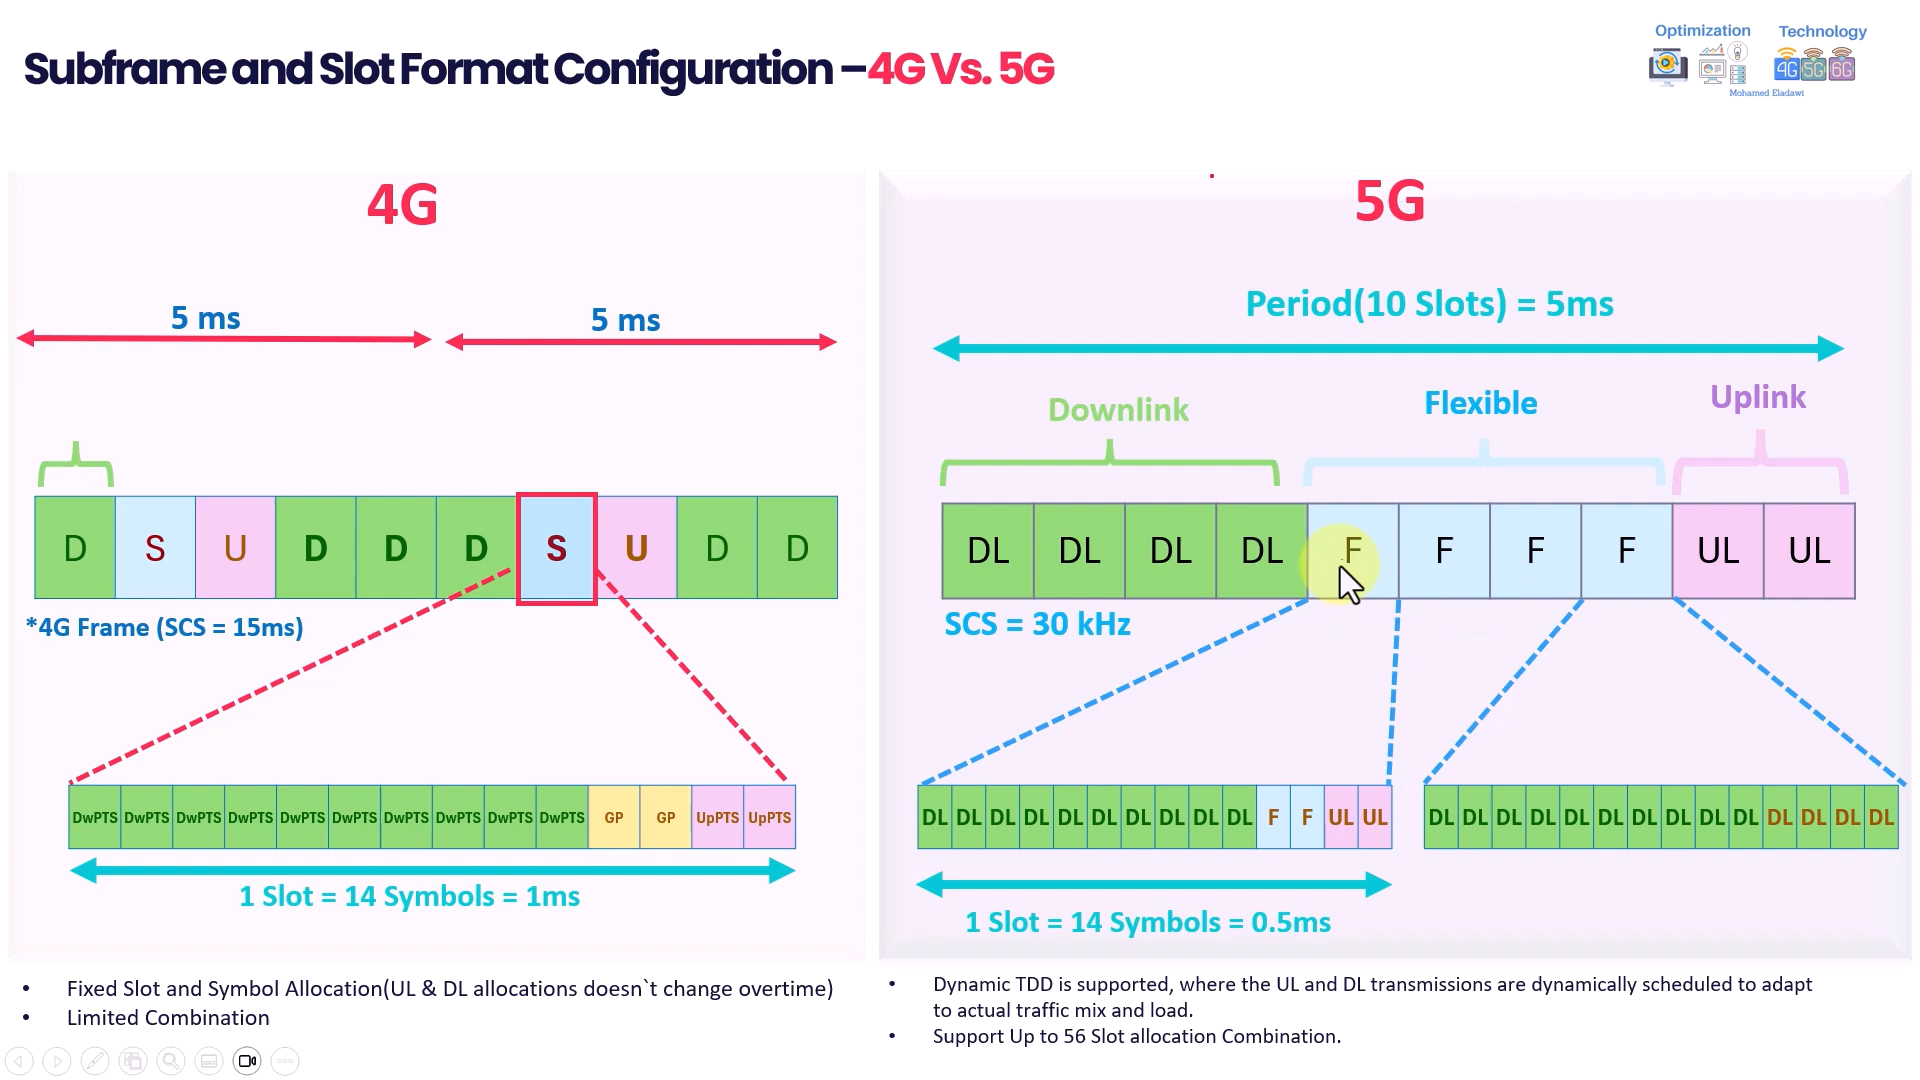 Subframe and Slot Format Configuration –4G Vs. 5G
Optimization Technology
4G 5G 6G
Mohamed Eladawi
4G
5 ms 5 ms
D S U D D D S U D D
*4G Frame (SCS = 15ms)
DwPTS DwPTS DwPTS DwPTS DwPTS DwPTS DwPTS DwPTS DwPTS DwPTS GP GP UpPTS UpPTS
1 Slot = 14 Symbols = 1ms
• Fixed Slot and Symbol Allocation(UL & DL allocations doesn`t change overtime)
• Limited Combination
5G
Period(10 Slots) = 5ms
Downlink Flexible Uplink
DL DL DL DL F F F F UL UL
SCS = 30 kHz
DL DL DL DL DL DL DL DL DL DL F F UL UL
DL DL DL DL DL DL DL DL DL DL DL DL DL DL
1 Slot = 14 Symbols = 0.5ms
• Dynamic TDD is supported, where the UL and DL transmissions are dynamically scheduled to adapt
to actual traffic mix and load.
• Support Up to 56 Slot allocation Combination.